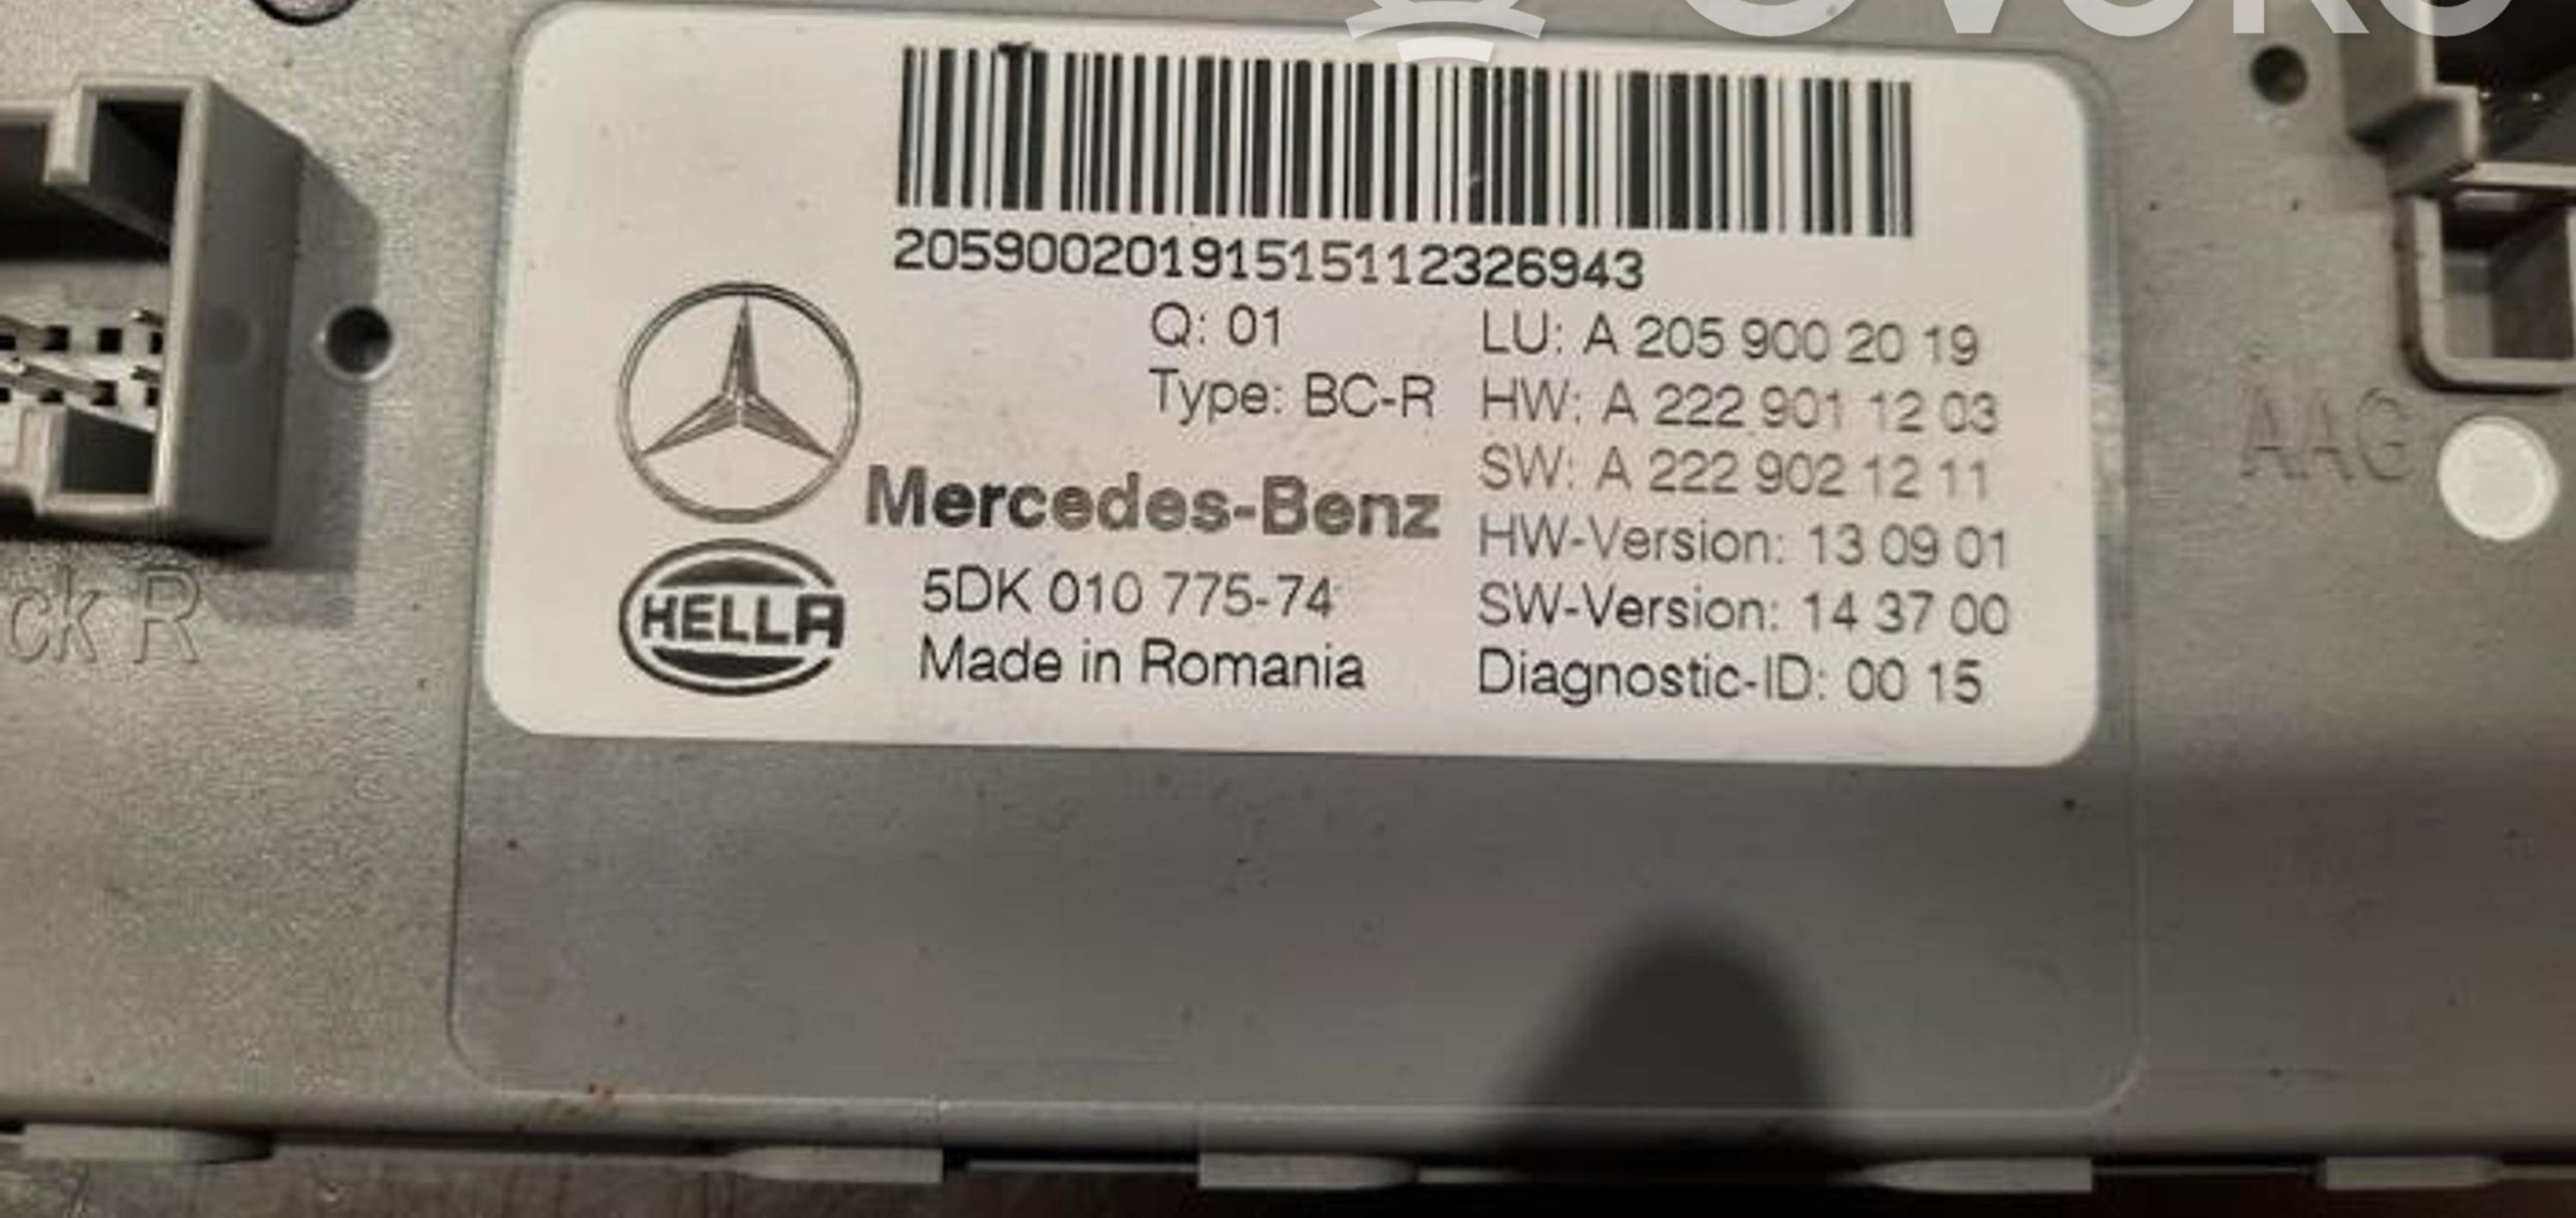 OVOKO
20590020191515112326943
Q: 01
Type: BC-R
LU: A 205 900 20 19
HW: A 222 901 12 03
SW: A 222 902 12 11
HW-Version: 13 09 01
SW-Version: 14 37 00
Diagnostic-ID: 00 15
Mercedes-Benz
HELLA
5DK 010 775-74
Made in Romania
ck R
AAG